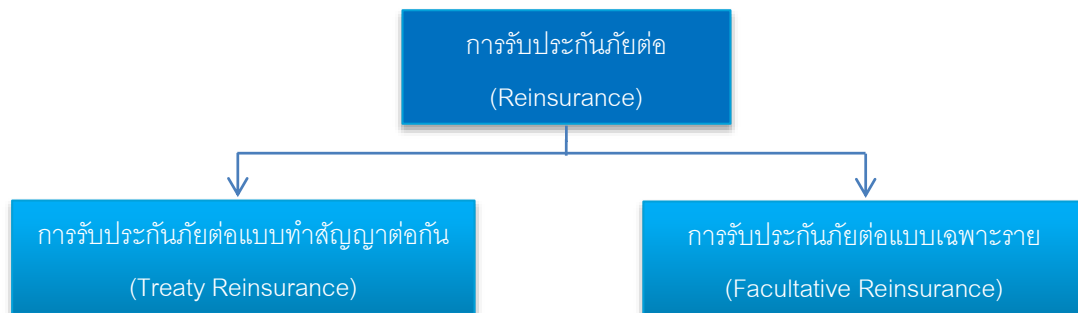 การรับประกันภัยต่อ
(Reinsurance)
การรับประกันภัยต่อแบบทำสัญญาต่อกัน
(Treaty Reinsurance)
การรับประกันภัยต่อแบบเฉพาะราย
(Facultative Reinsurance)